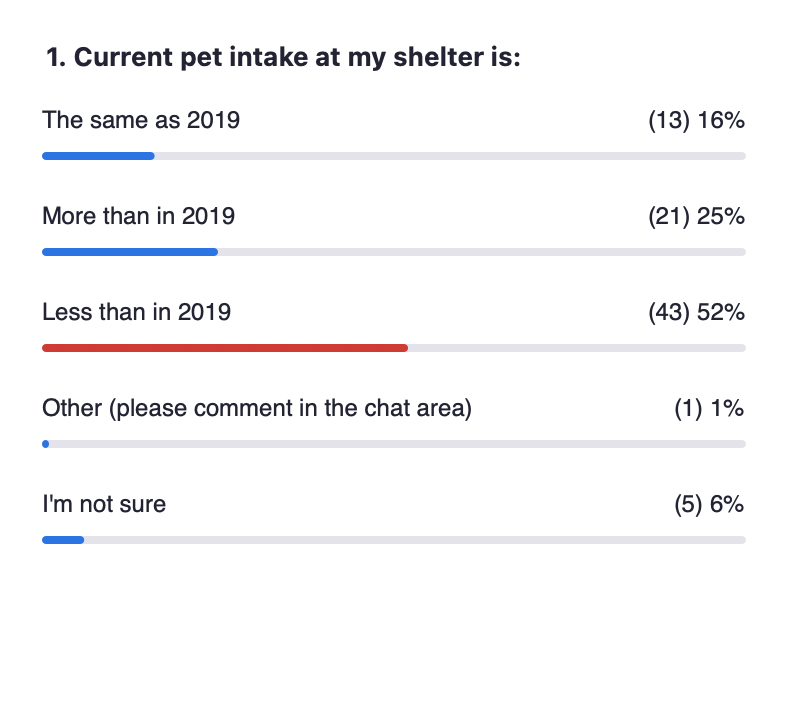 1. Current pet intake at my shelter is:
The same as 2019 (13) 16%
More than in 2019 (21) 25%
Less than in 2019 (43) 52%
Other (please comment in the chat area) (1) 1%
I'm not sure (5) 6%